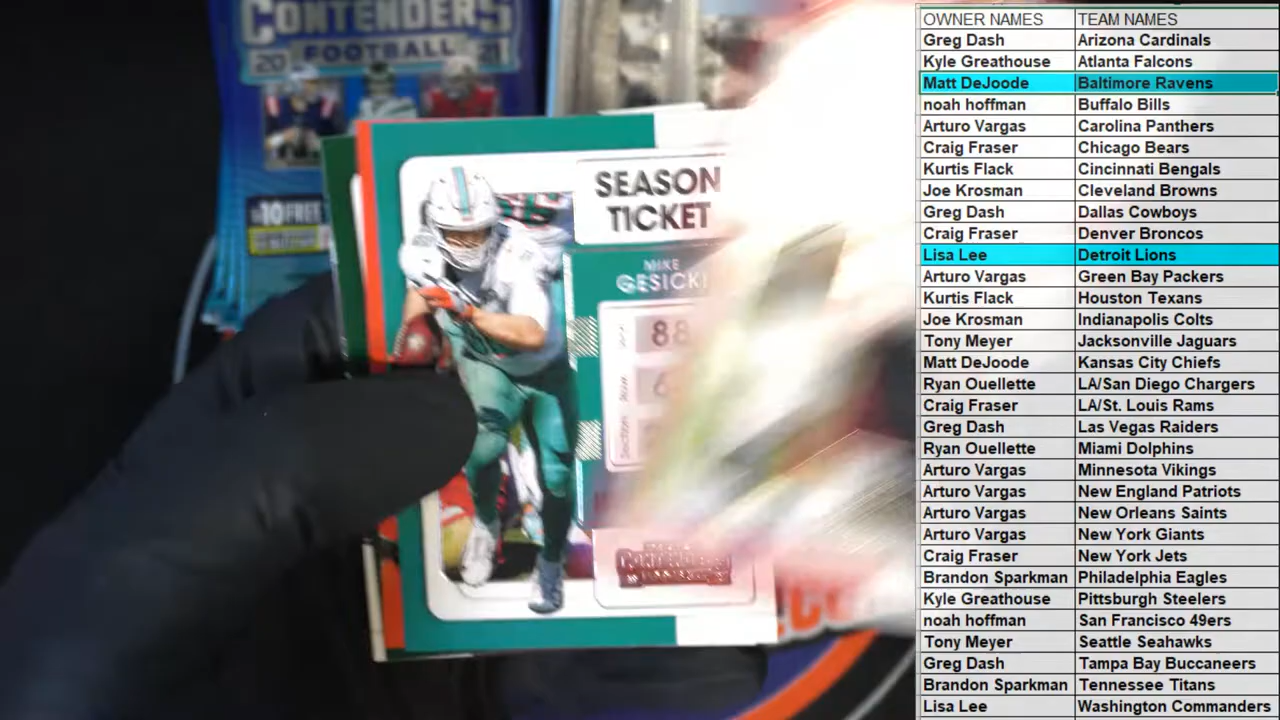 CONTENDERS
FOOTBALL
20 21
$10 FREE
SEASON
TICKET
MIKE
GESICKI
88
Section Row
CONTENDERS
OWNER NAMES TEAM NAMES
Greg Dash Arizona Cardinals
Kyle Greathouse Atlanta Falcons
Matt DeJoode Baltimore Ravens
noah hoffman Buffalo Bills
Arturo Vargas Carolina Panthers
Craig Fraser Chicago Bears
Kurtis Flack Cincinnati Bengals
Joe Krosman Cleveland Browns
Greg Dash Dallas Cowboys
Craig Fraser Denver Broncos
Lisa Lee Detroit Lions
Arturo Vargas Green Bay Packers
Kurtis Flack Houston Texans
Joe Krosman Indianapolis Colts
Tony Meyer Jacksonville Jaguars
Matt DeJoode Kansas City Chiefs
Ryan Ouellette LA/San Diego Chargers
Craig Fraser LA/St. Louis Rams
Greg Dash Las Vegas Raiders
Ryan Ouellette Miami Dolphins
Arturo Vargas Minnesota Vikings
Arturo Vargas New England Patriots
Arturo Vargas New Orleans Saints
Arturo Vargas New York Giants
Craig Fraser New York Jets
Brandon Sparkman Philadelphia Eagles
Kyle Greathouse Pittsburgh Steelers
noah hoffman San Francisco 49ers
Tony Meyer Seattle Seahawks
Greg Dash Tampa Bay Buccaneers
Brandon Sparkman Tennessee Titans
Lisa Lee Washington Commanders